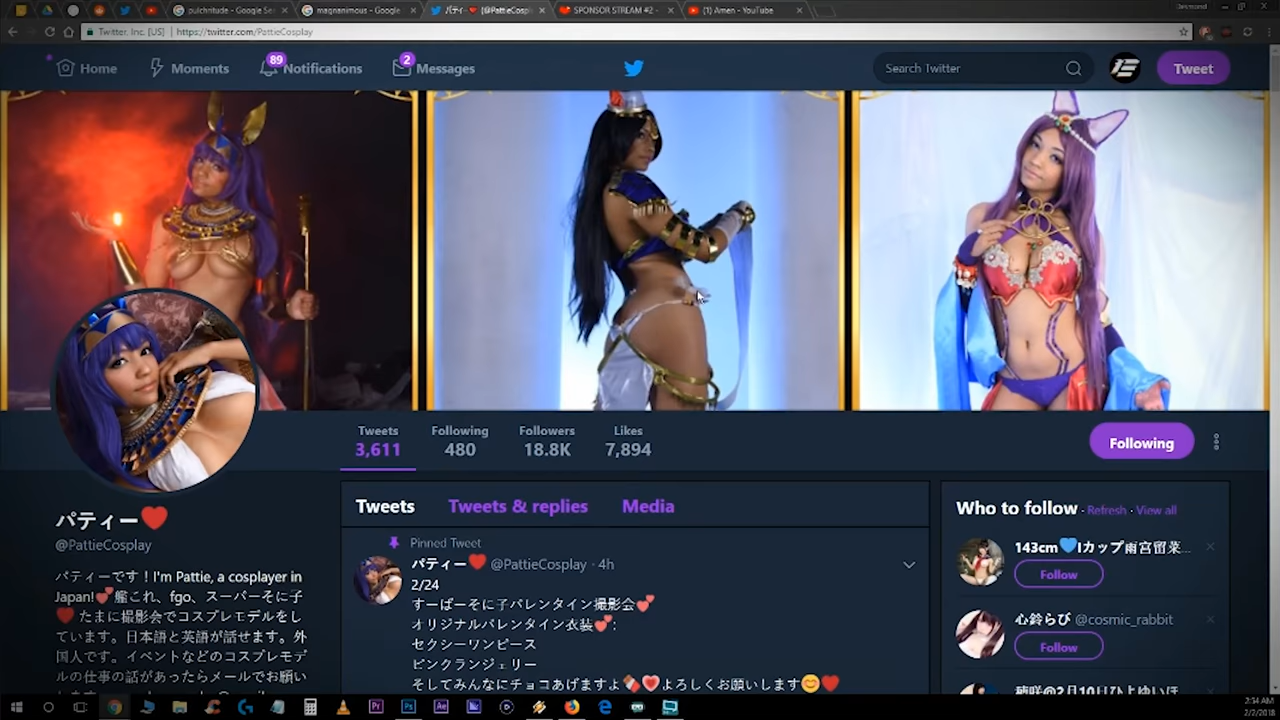 pulchritude - Google Se
magnanimous - Google
パティー❤ (@PattieCosp
SPONSOR STREAM #2 -
(1) Amen - YouTube
Desmond
Twitter, Inc. [US] | https://twitter.com/PattieCosplay
Home
Moments
89
Notifications
2
Messages
Search Twitter
Tweet
Tweets
3,611
Following
480
Followers
18.8K
Likes
7,894
Following
パティー❤
@PattieCosplay
パティーです！I'm Pattie, a cosplayer in
Japan!💕艦これ、fgo、スーパーそに子
❤ たまに撮影会でコスプレモデルをし
ています。日本語と英語が話せます。外
国人です。イベントなどのコスプレモデ
ルの仕事の話があったらメールでお願い
Tweets
Tweets & replies
Media
Pinned Tweet
パティー❤ @PattieCosplay · 4h
2/24
すーぱーそに子バレンタイン撮影会💕
オリジナルバレンタイン衣装💕:
セクシーワンピース
ピンクランジェリー
そしてみんなにチョコあげますよ🍫💗よろしくお願いします😊❤
Who to follow · Refresh · View all
143cm💙Iカップ雨宮留菜...
Follow
心鈴らび @cosmic_rabbit
Follow
2:14 AM
2/2/2018